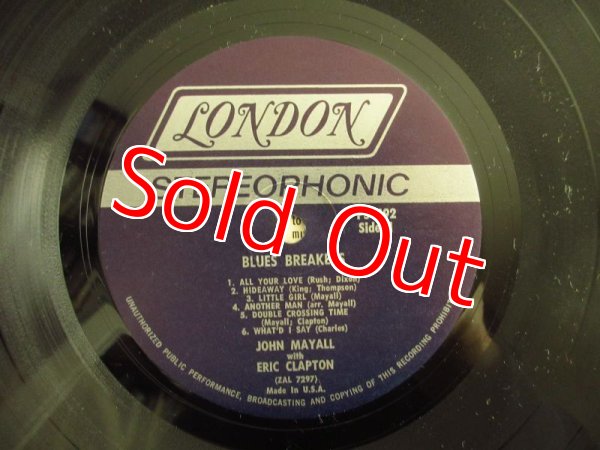 LONDON
STEREOPHONIC
Side
BLUES BREAKERS
1. ALL YOUR LOVE (Rush; Dixon)
2. HIDEAWAY (King; Thompson)
3. LITTLE GIRL (Mayall)
4. ANOTHER MAN (arr. Mayall)
5. DOUBLE CROSSING TIME
(Mayall; Clapton)
6. WHAT'D I SAY (Charles)
JOHN MAYALL
with
ERIC CLAPTON
(ZAL 7297)
Made in U.S.A.
UNAUTHORIZED PUBLIC PERFORMANCE, BROADCASTING AND COPYING OF THIS RECORDING PROHIBITED
Sold Out